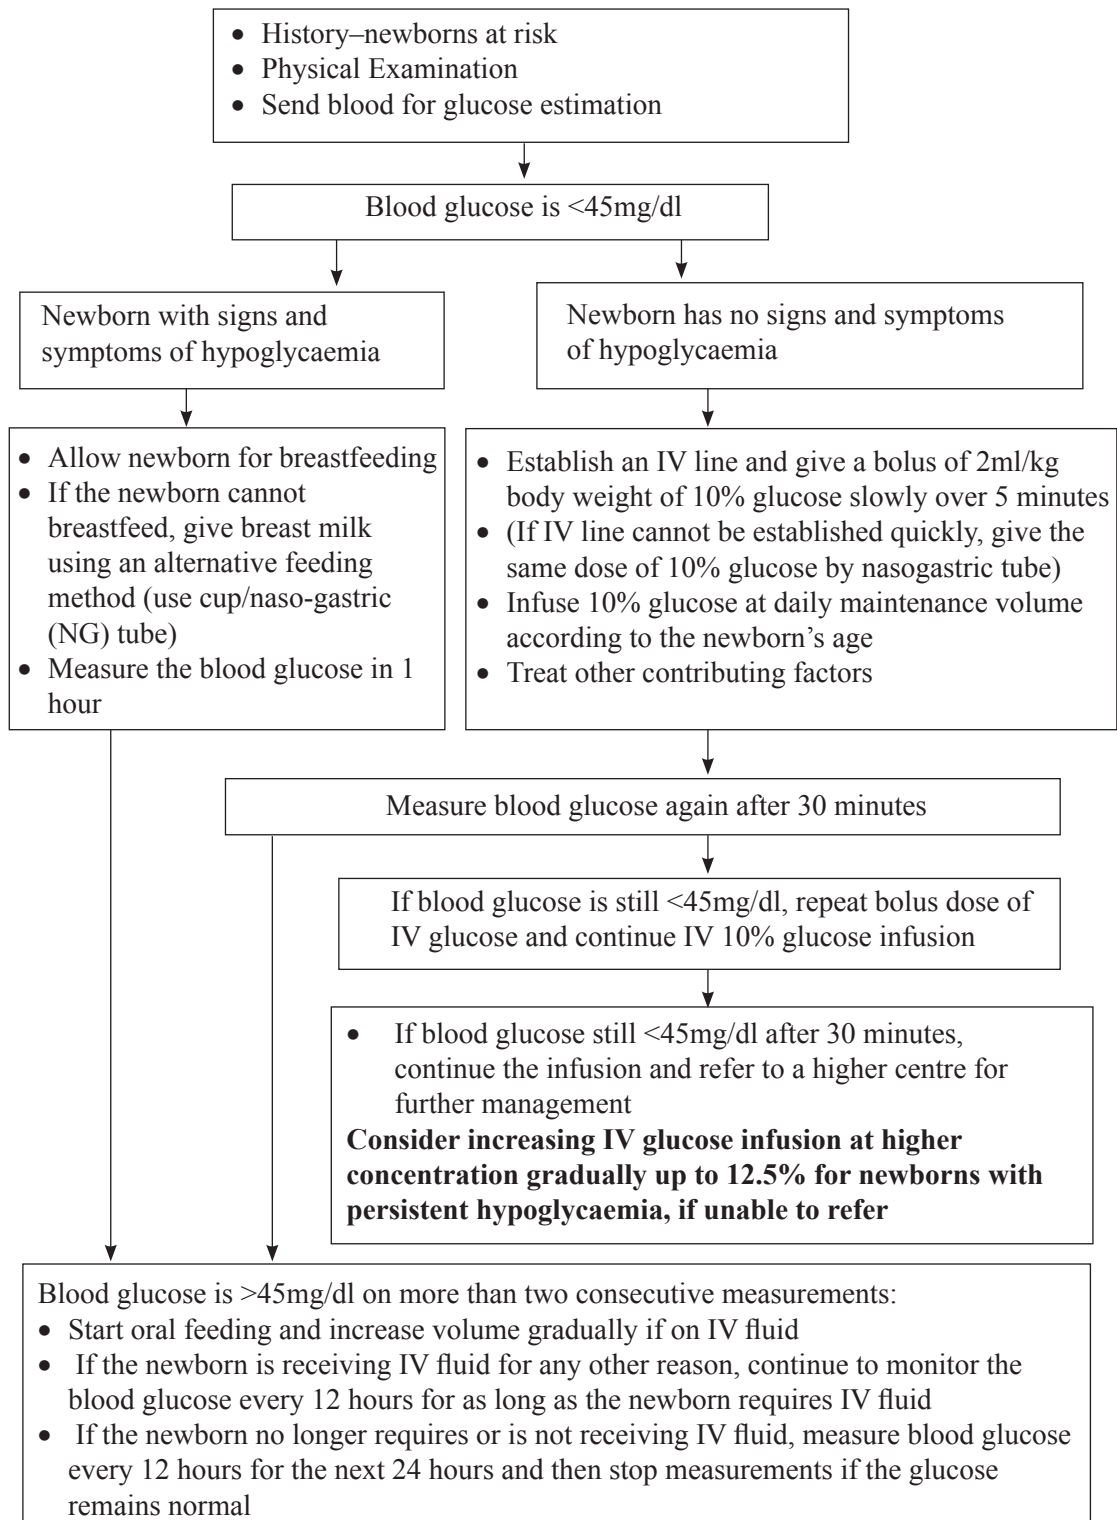 • History–newborns at risk
• Physical Examination
• Send blood for glucose estimation
Blood glucose is <45mg/dl
Newborn with signs and
symptoms of hypoglycaemia
Newborn has no signs and symptoms
of hypoglycaemia
• Allow newborn for breastfeeding
• If the newborn cannot
breastfeed, give breast milk
using an alternative feeding
method (use cup/naso-gastric
(NG) tube)
• Measure the blood glucose in 1
hour
• Establish an IV line and give a bolus of 2ml/kg
body weight of 10% glucose slowly over 5 minutes
• (If IV line cannot be established quickly, give the
same dose of 10% glucose by nasogastric tube)
• Infuse 10% glucose at daily maintenance volume
according to the newborn’s age
• Treat other contributing factors
Measure blood glucose again after 30 minutes
If blood glucose is still <45mg/dl, repeat bolus dose of
IV glucose and continue IV 10% glucose infusion
• If blood glucose still <45mg/dl after 30 minutes,
continue the infusion and refer to a higher centre for
further management
Consider increasing IV glucose infusion at higher
concentration gradually up to 12.5% for newborns with
persistent hypoglycaemia, if unable to refer
Blood glucose is >45mg/dl on more than two consecutive measurements:
• Start oral feeding and increase volume gradually if on IV fluid
• If the newborn is receiving IV fluid for any other reason, continue to monitor the
blood glucose every 12 hours for as long as the newborn requires IV fluid
• If the newborn no longer requires or is not receiving IV fluid, measure blood glucose
every 12 hours for the next 24 hours and then stop measurements if the glucose
remains normal